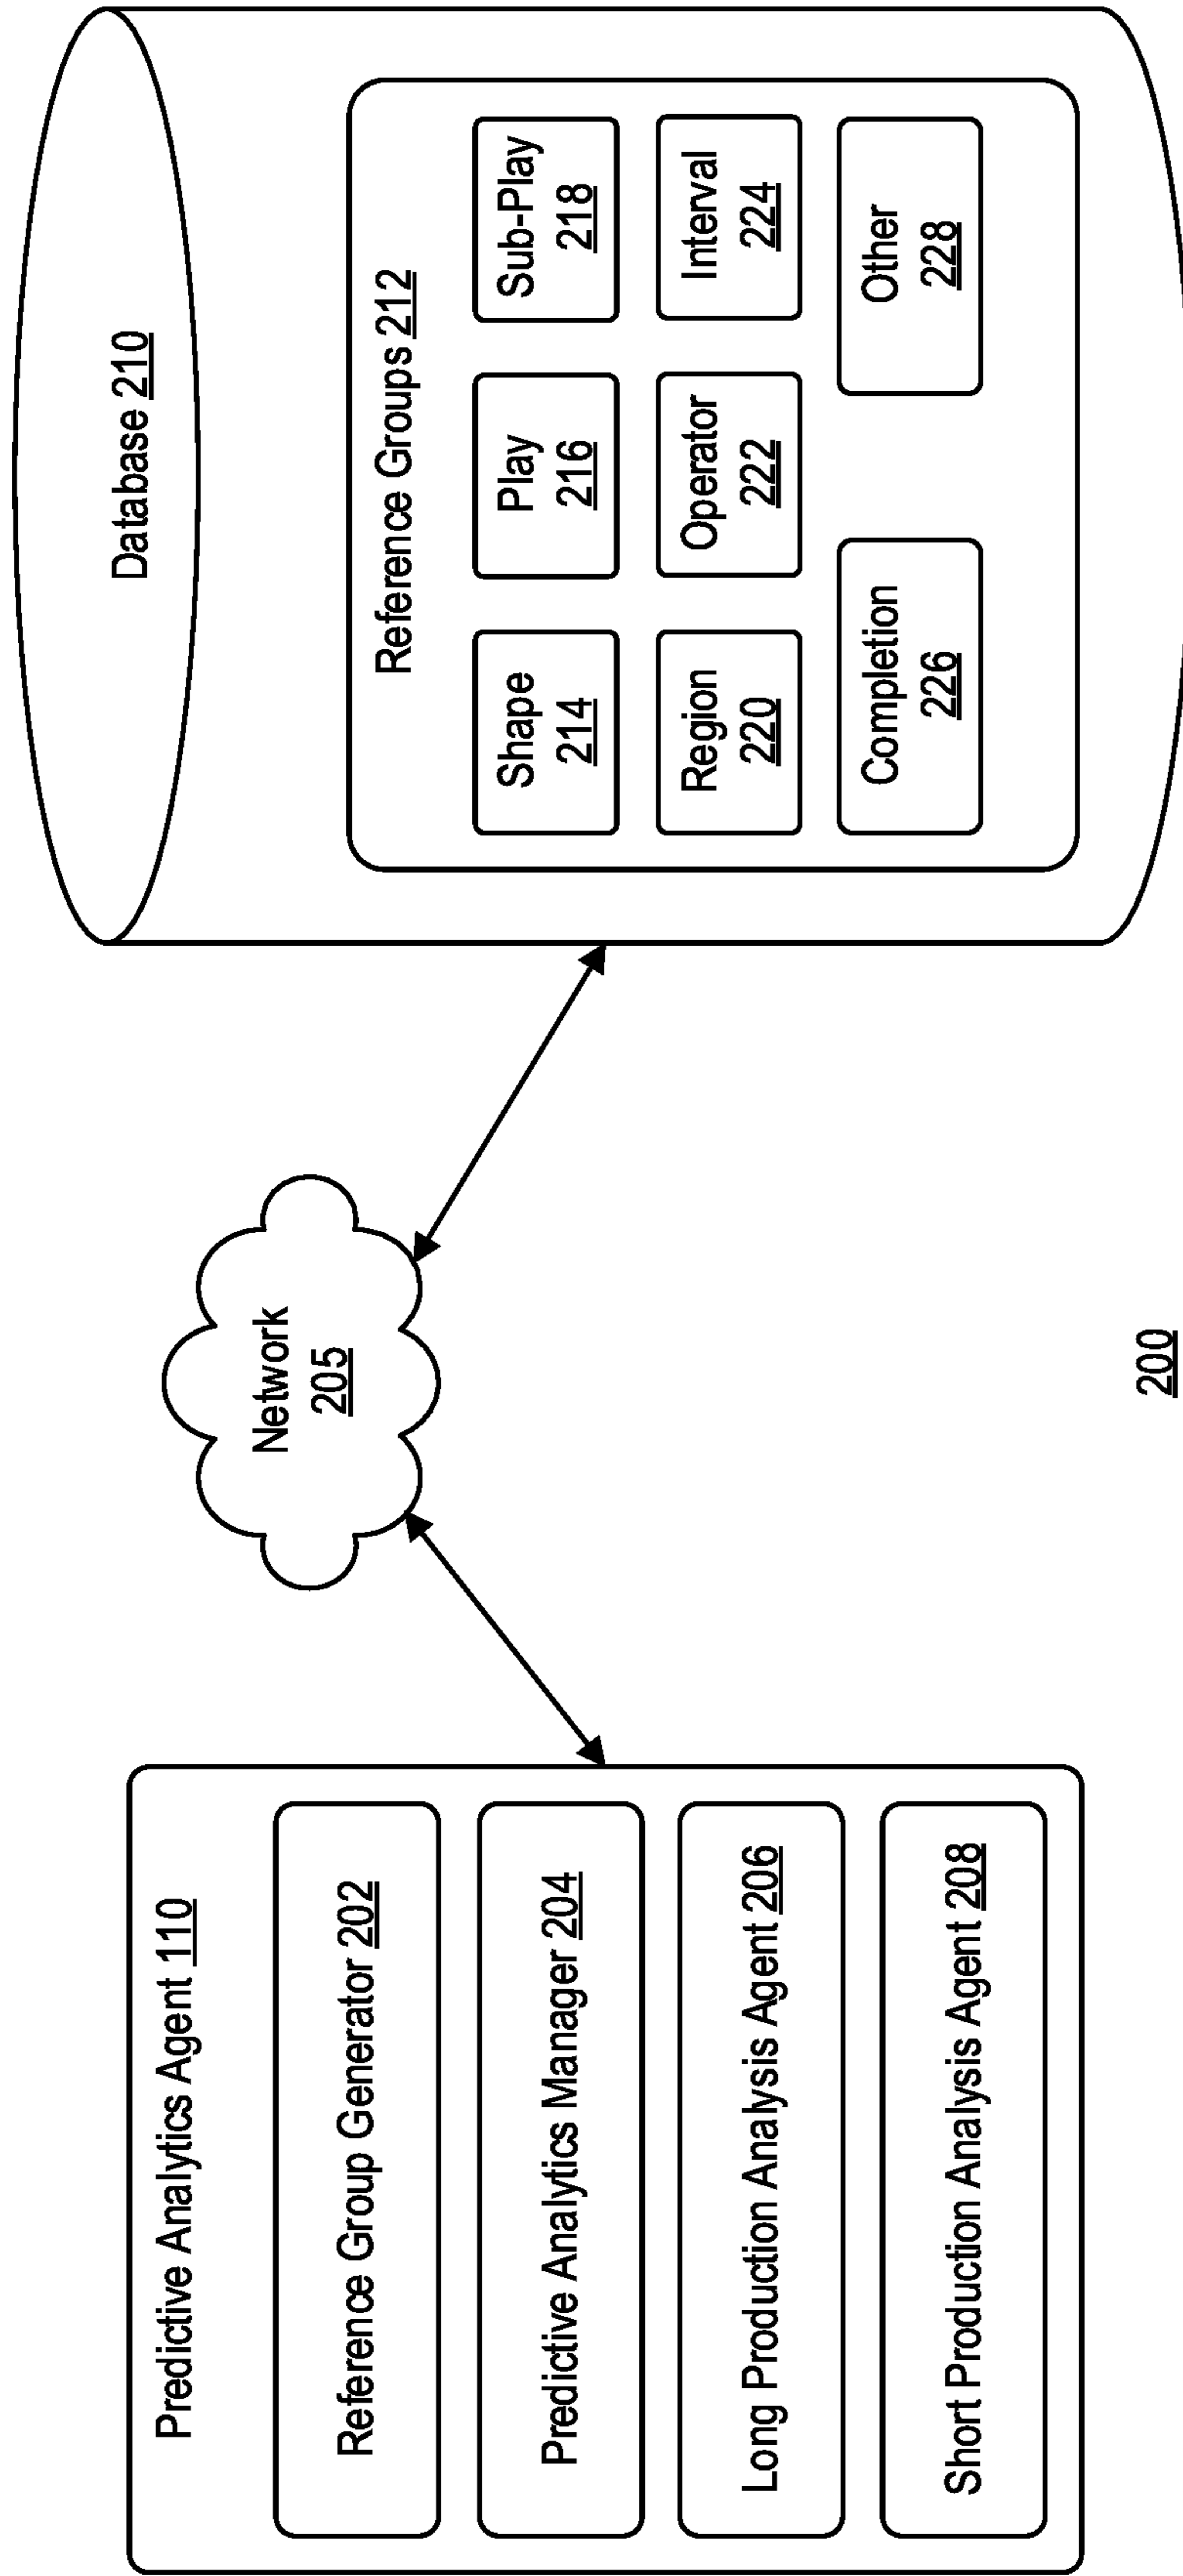 Predictive Analytics Agent 110
Reference Group Generator 202
Predictive Analytics Manager 204
Long Production Analysis Agent 206
Short Production Analysis Agent 208
Network
205
Database 210
Reference Groups 212
Shape
214
Play
216
Sub-Play
218
Region
220
Operator
222
Interval
224
Completion
226
Other
228
200